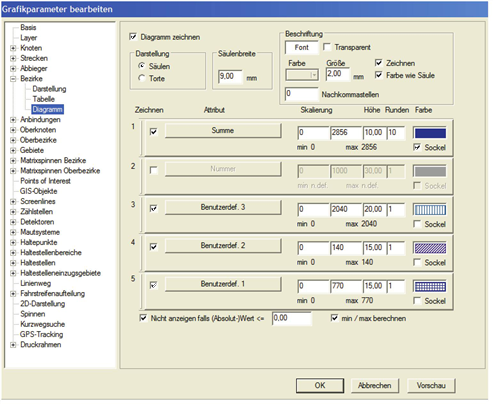 Grafikparameter bearbeiten
Basis
Layer
Knoten
Strecken
Abbieger
Bezirke
Darstellung
Tabelle
Diagramm
Anbindungen
Oberknoten
Oberbezirke
Gebiete
Matrixspinnen Bezirke
Matrixspinnen Oberbezirke
Points of Interest
GIS-Objekte
Screenlines
Zählstellen
Detektoren
Mautsysteme
Haltepunkte
Haltestellenbereiche
Haltestellen
Haltestelleneinzugsgebiete
Linienweg
Fahrstreifenaufteilung
2D-Darstellung
Spinnen
Kurzwegsuche
GPS-Tracking
Druckrahmen
Diagramm zeichnen
Darstellung
Säulen
Torte
Säulenbreite
9,00 mm
Beschriftung
Font Transparent
Farbe Größe
2,00 mm
Zeichnen
Farbe wie Säule
0 Nachkommastellen
Zeichnen Attribut Skalierung Höhe Runden Farbe
1 Summe 0 2856 10,00 10
min 0 max 2856 Sockel
2 Nummer 0 1000 30,00 1
min n.def. max n.def. Sockel
3 Benutzerdef. 3 0 2040 20,00 1
min 0 max 2040 Sockel
4 Benutzerdef. 2 0 140 15,00 1
min 0 max 140 Sockel
5 Benutzerdef. 1 0 770 15,00 1
min 0 max 770 Sockel
Nicht anzeigen falls (Absolut-)Wert <= 0,00 min / max berechnen
OK Abbrechen Vorschau